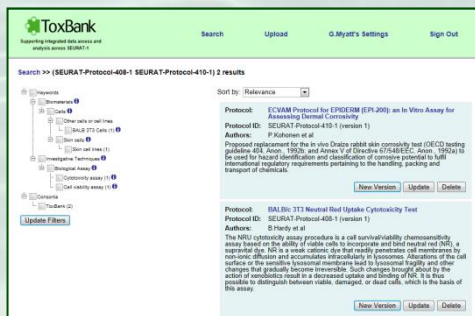 ToxBank
Supporting integrated data access and
analysis across SEURAT-1
Search
Upload
G.Myatt's Settings
Sign Out
Search >> (SEURAT-Protocol-408-1 SEURAT-Protocol-410-1) 2 results
Keywords
Biomaterials
Cells
Other cells or cell lines
BALB 3T3 Cells (1)
Skin cells
Skin cell lines (1)
Investigative Techniques
Biological Assay
Cytotoxicity assay (1)
Cell viability assay (1)
Consortia
ToxBank (2)
Update Filters
Sort by: Relevance
Protocol: ECVAM Protocol for EPIDERM (EPI-200): an In Vitro Assay for
Assessing Dermal Corrosivity
Protocol ID: SEURAT-Protocol-410-1 (version 1)
Authors: P.Kohonen et al
Proposed replacement for the in vivo Draize rabbit skin corrosivity test (OECD testing
guideline 404, Anon., 1992b; and Annex V of Directive 67/548/EEC, Anon., 1992a) to
be used for hazard identification and classification of corrosive potential to fulfil
international regulatory requirements pertaining to the handling, packing and
transport of chemicals.
New Version Update Delete
Protocol: BALB/c 3T3 Neutral Red Uptake Cytotoxicity Test
Protocol ID: SEURAT-Protocol-408-1 (version 1)
Authors: B.Hardy et al
The NRU cytotoxicity assay procedure is a cell survival/viability chemosensitivity
assay based on the ability of viable cells to incorporate and bind neutral red (NR), a
supravital dye. NR is a weak cationic dye that readily penetrates cell membranes by
non-ionic diffusion and accumulates intracellularly in lysosomes. Alterations of the cell
surface or the sensitive lysosomal membrane lead to lysosomal fragility and other
changes that gradually become irreversible. Such changes brought about by the
action of xenobiotics result in a decreased uptake and binding of NR. It is thus
possible to distinguish between viable, damaged, or dead cells, which is the basis of
this assay.
New Version Update Delete